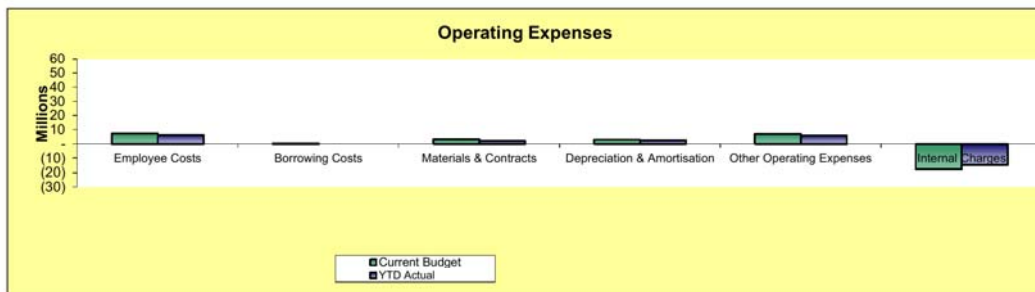 Operating Expenses
Millions
60
50
40
30
20
10
-
(10)
(20)
(30)
Employee Costs
Borrowing Costs
Materials & Contracts
Depreciation & Amortisation
Other Operating Expenses
Internal Charges
Current Budget
YTD Actual